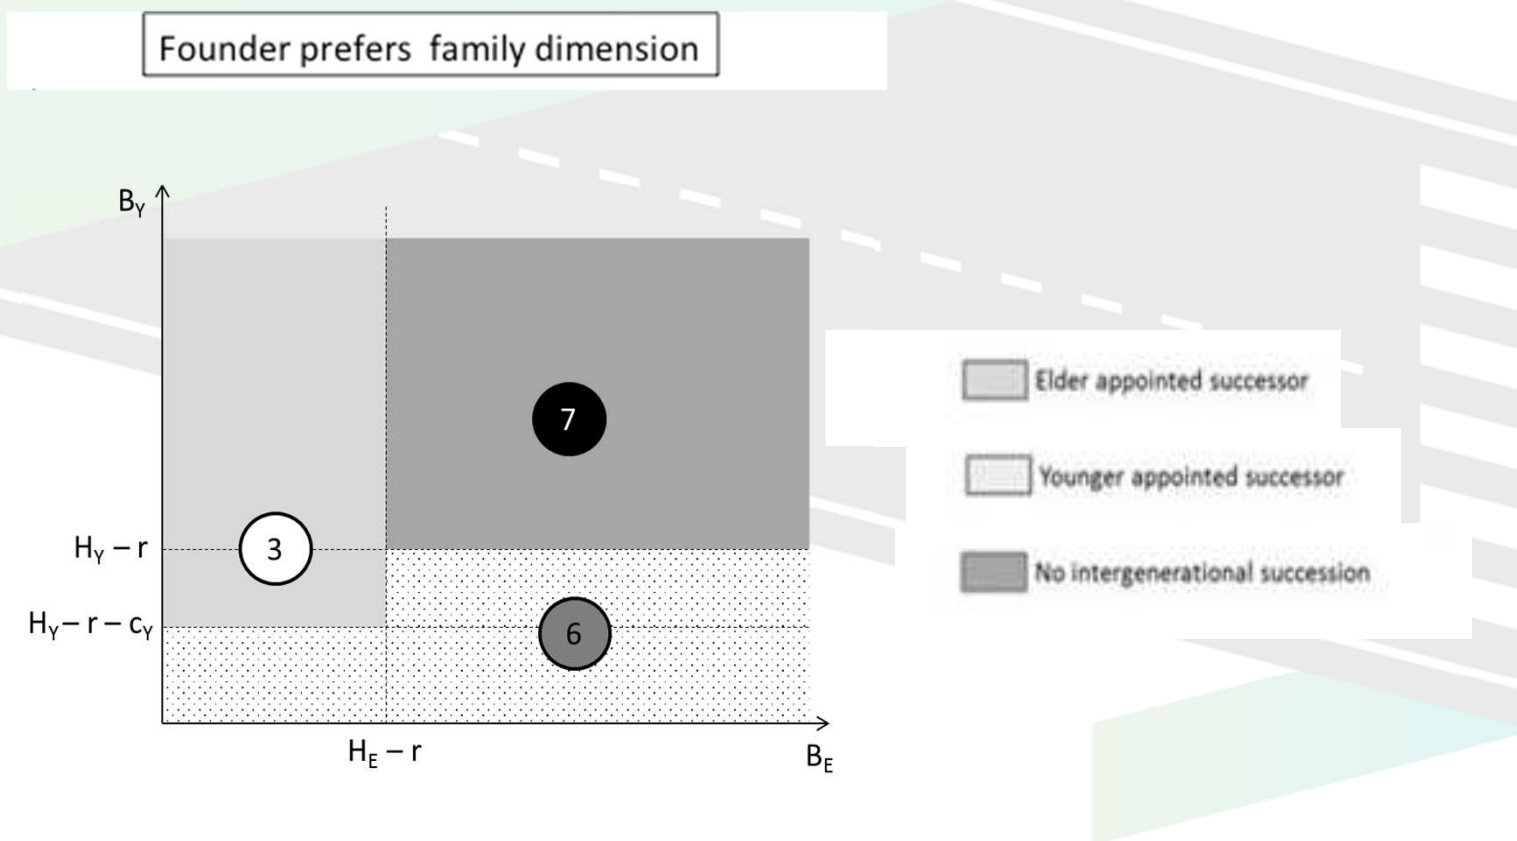 Founder prefers family dimension
B_Y
7
H_Y – r
3
H_Y – r – c_Y
6
H_E – r
B_E
Elder appointed successor
Younger appointed successor
No intergenerational succession